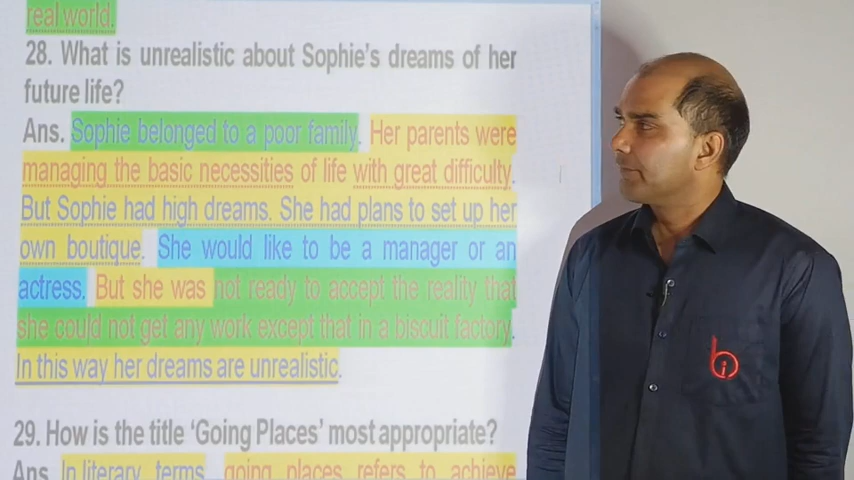 real world.
28. What is unrealistic about Sophie's dreams of her
future life?
Ans. Sophie belonged to a poor family. Her parents were
managing the basic necessities of life with great difficulty.
But Sophie had high dreams. She had plans to set up her
own boutique. She would like to be a manager or an
actress. But she was not ready to accept the reality that
she could not get any work except that in a biscuit factory.
In this way her dreams are unrealistic.
29. How is the title 'Going Places' most appropriate?
Ans In literary terms, going places refers to achieve